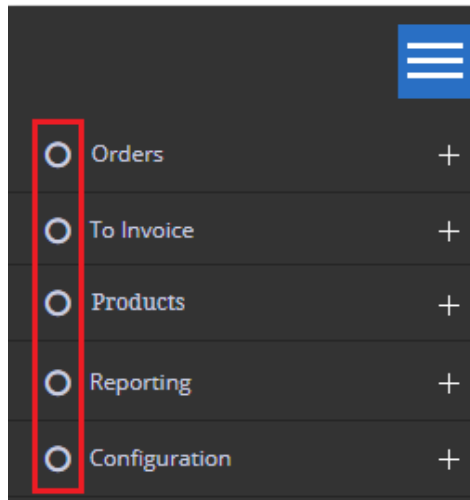 Orders
To Invoice
Products
Reporting
Configuration